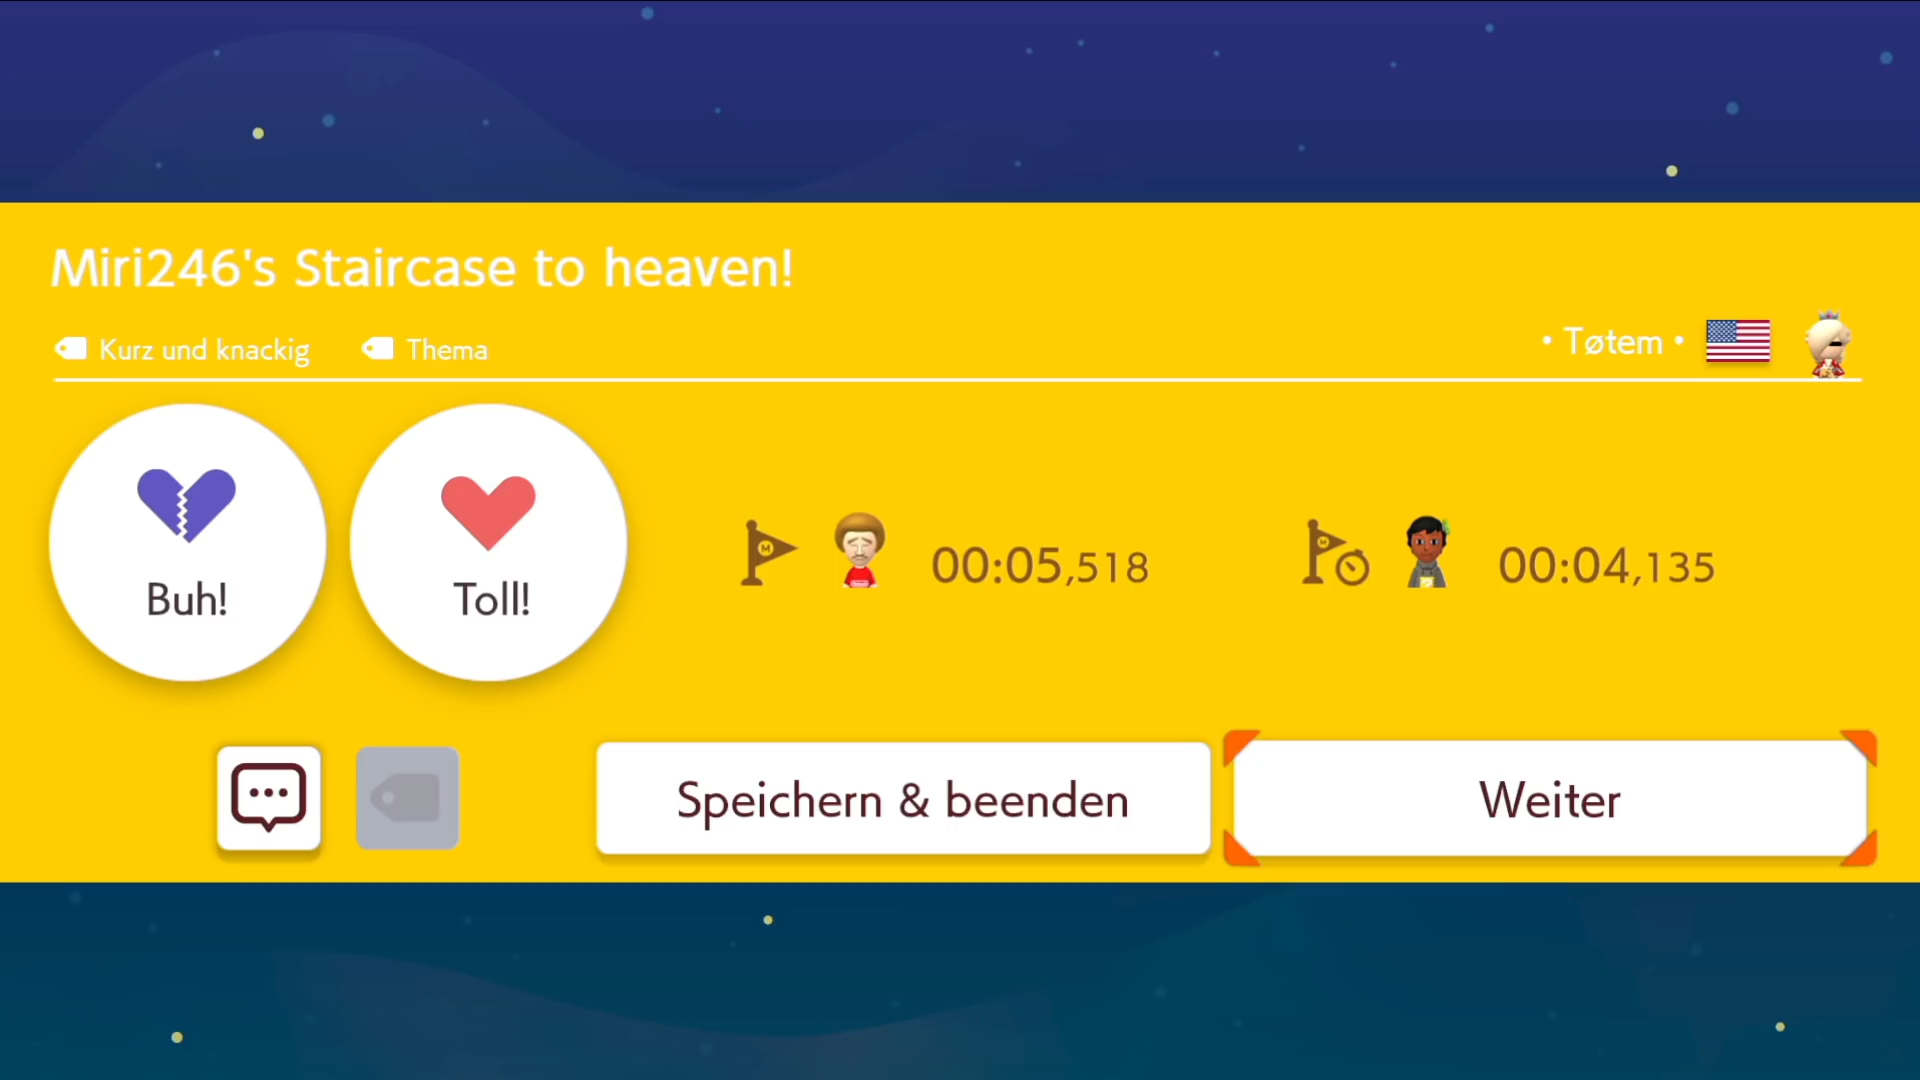 Miri246's Staircase to heaven!
Kurz und knackig Thema
• Tøtem •
Buh!
Toll!
00:05,518
00:04,135
Speichern & beenden
Weiter